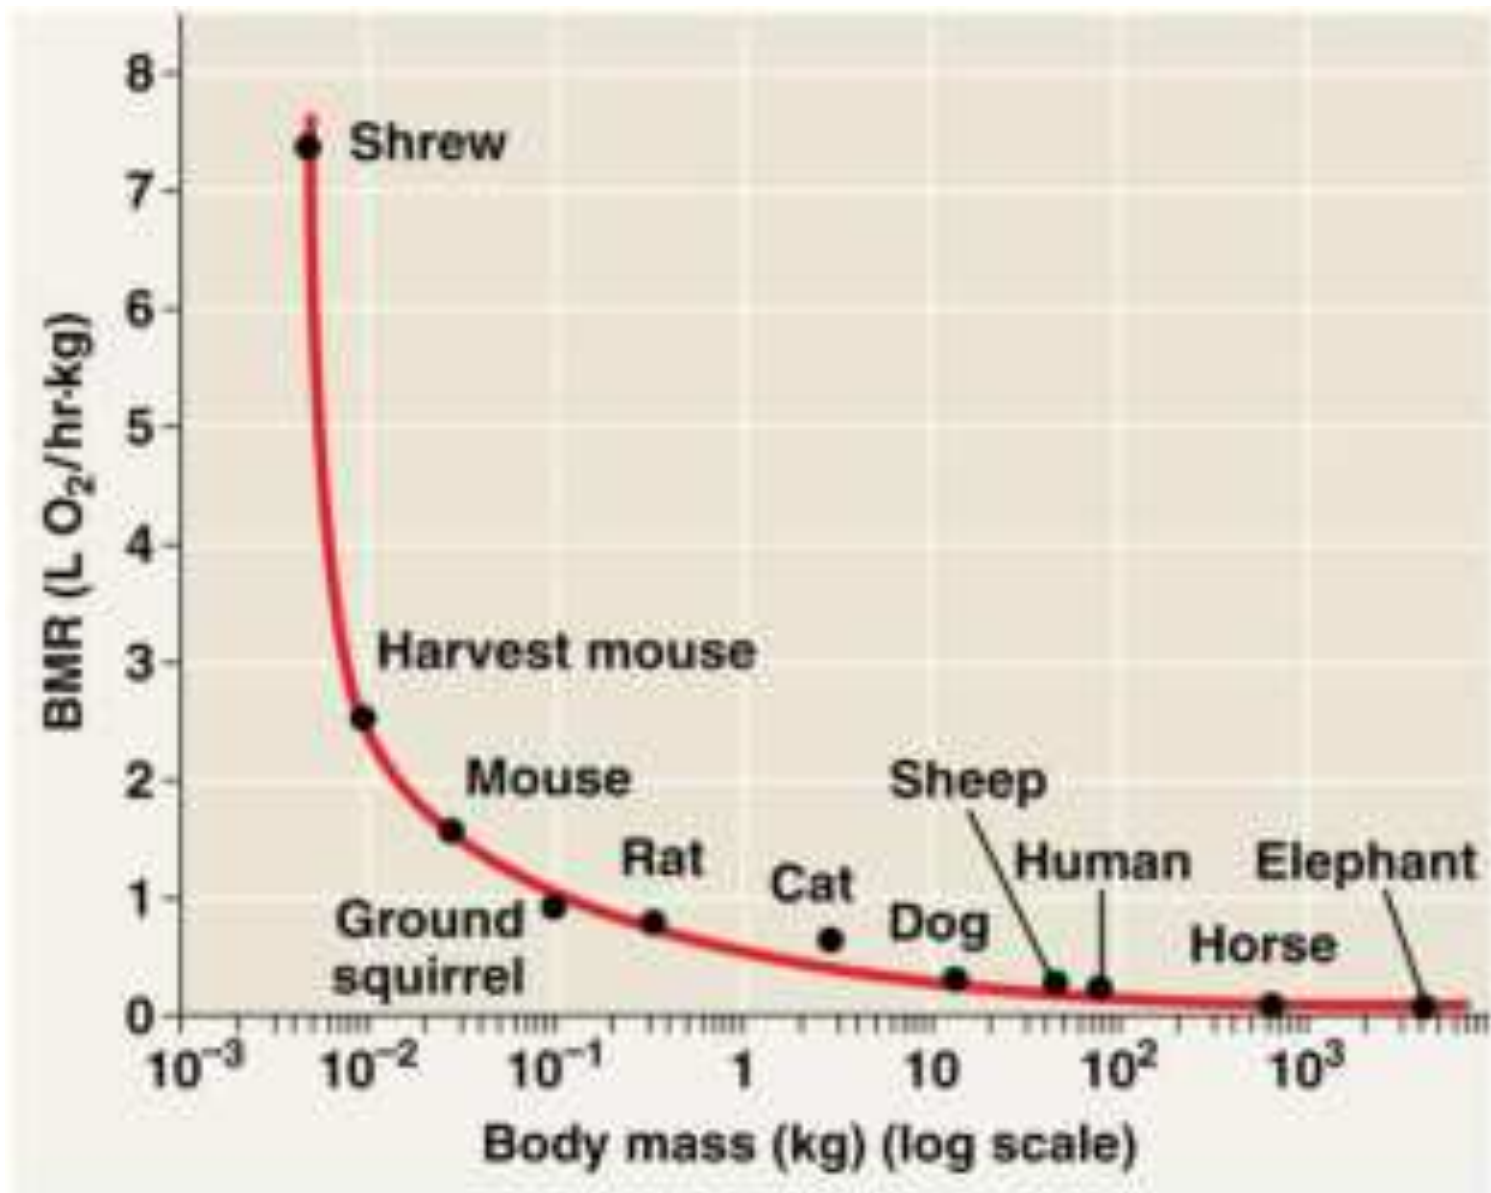 8
7
6
5
4
3
2
1
0
BMR (L O₂/hr·kg)
Shrew
Harvest mouse
Mouse
Sheep
Rat
Human
Elephant
Cat
Ground
squirrel
Dog
Horse
10⁻³ 10⁻² 10⁻¹ 1 10 10² 10³
Body mass (kg) (log scale)